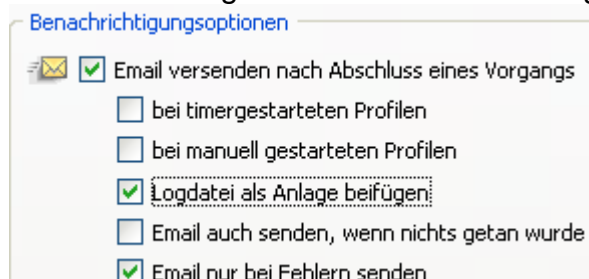 Benachrichtigungsoptionen
Email versenden nach Abschluss eines Vorgangs
bei timergestarteten Profilen
bei manuell gestarteten Profilen
Logdatei als Anlage beifügen
Email auch senden, wenn nichts getan wurde
Email nur bei Fehlern senden